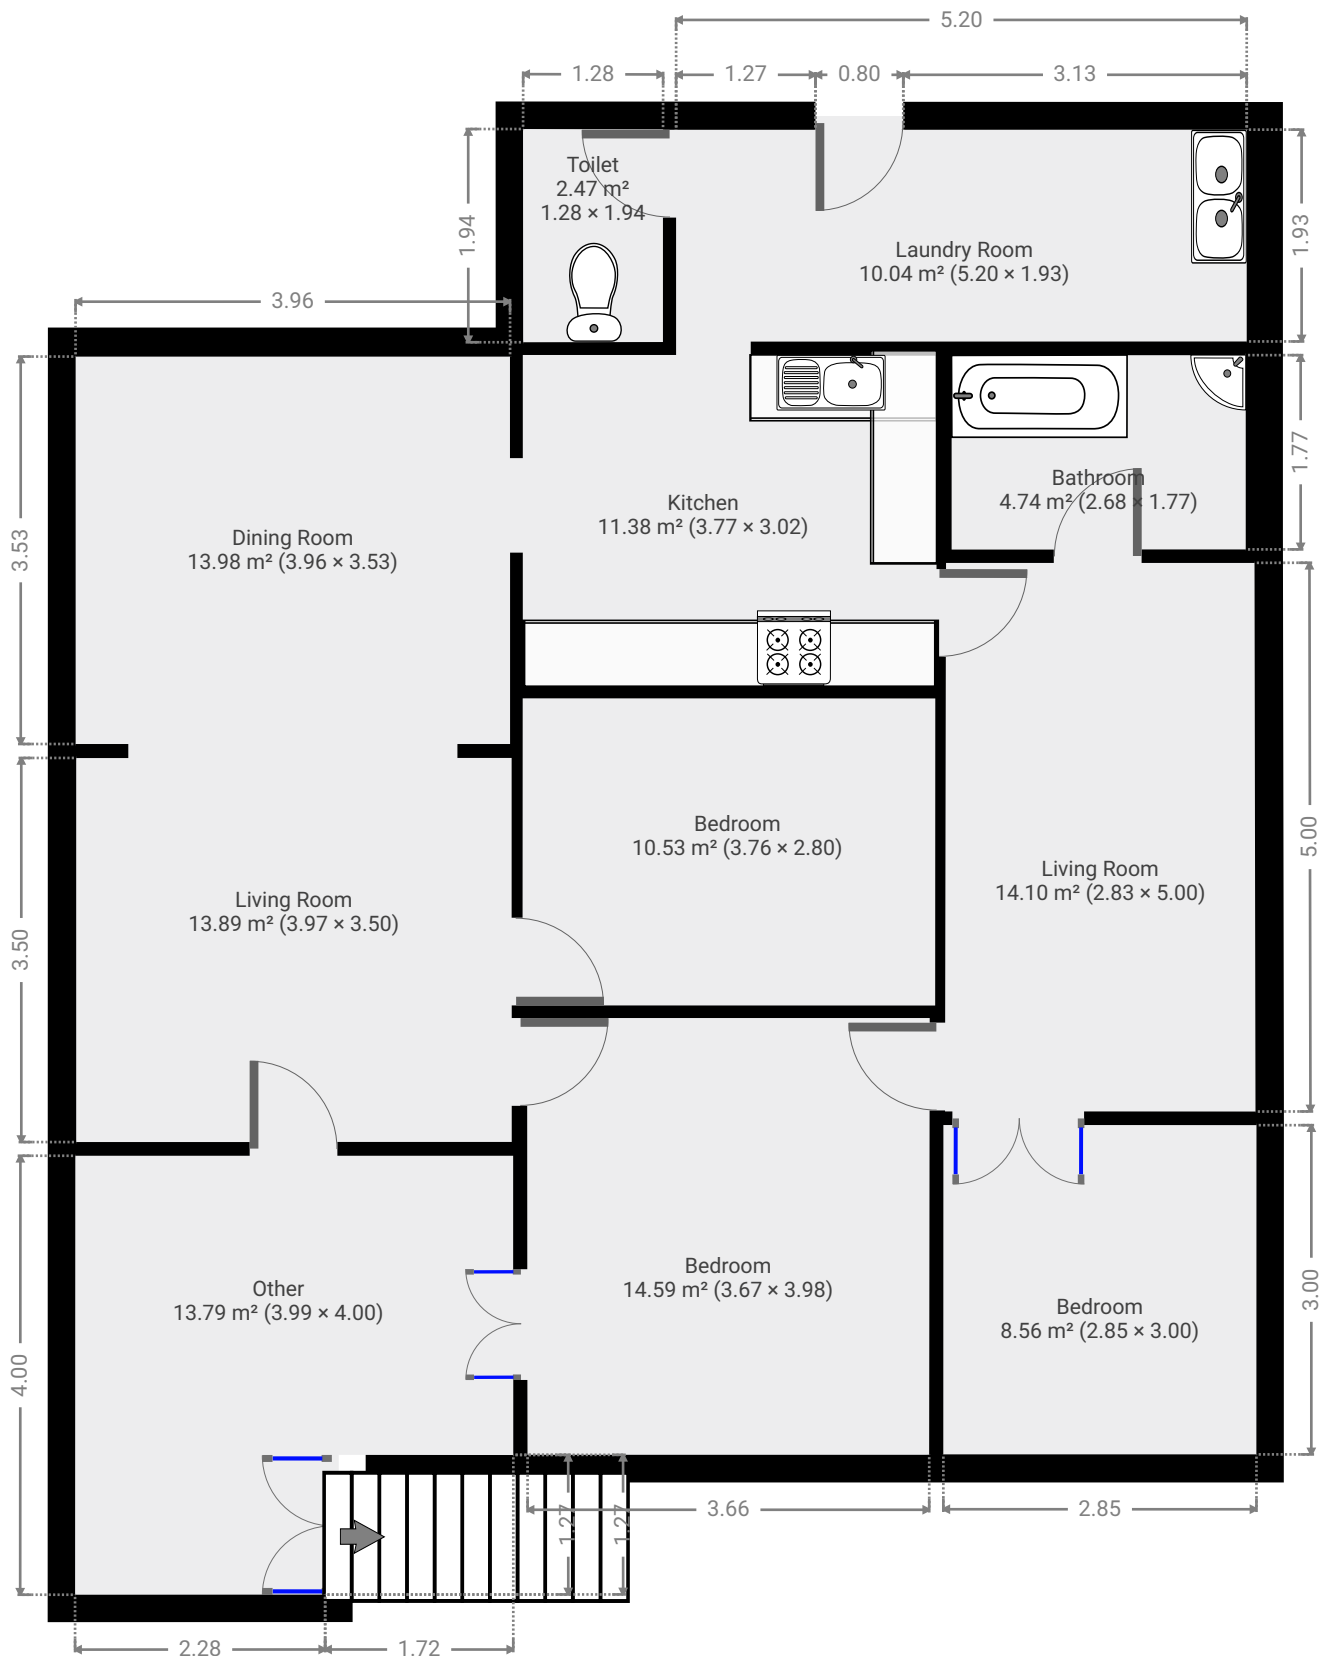 5.20
1.28
1.27
0.80
3.13
Toilet
2.47 m²
1.28 × 1.94
1.94
Laundry Room
10.04 m² (5.20 × 1.93)
1.93
3.96
1.77
Bathroom
4.74 m² (2.68 × 1.77)
Kitchen
11.38 m² (3.77 × 3.02)
Dining Room
13.98 m² (3.96 × 3.53)
3.53
Bedroom
10.53 m² (3.76 × 2.80)
5.00
Living Room
14.10 m² (2.83 × 5.00)
Living Room
13.89 m² (3.97 × 3.50)
3.50
Bedroom
14.59 m² (3.67 × 3.98)
Other
13.79 m² (3.99 × 4.00)
3.00
Bedroom
8.56 m² (2.85 × 3.00)
4.00
3.66
2.85
1.27
1.27
2.28
1.72